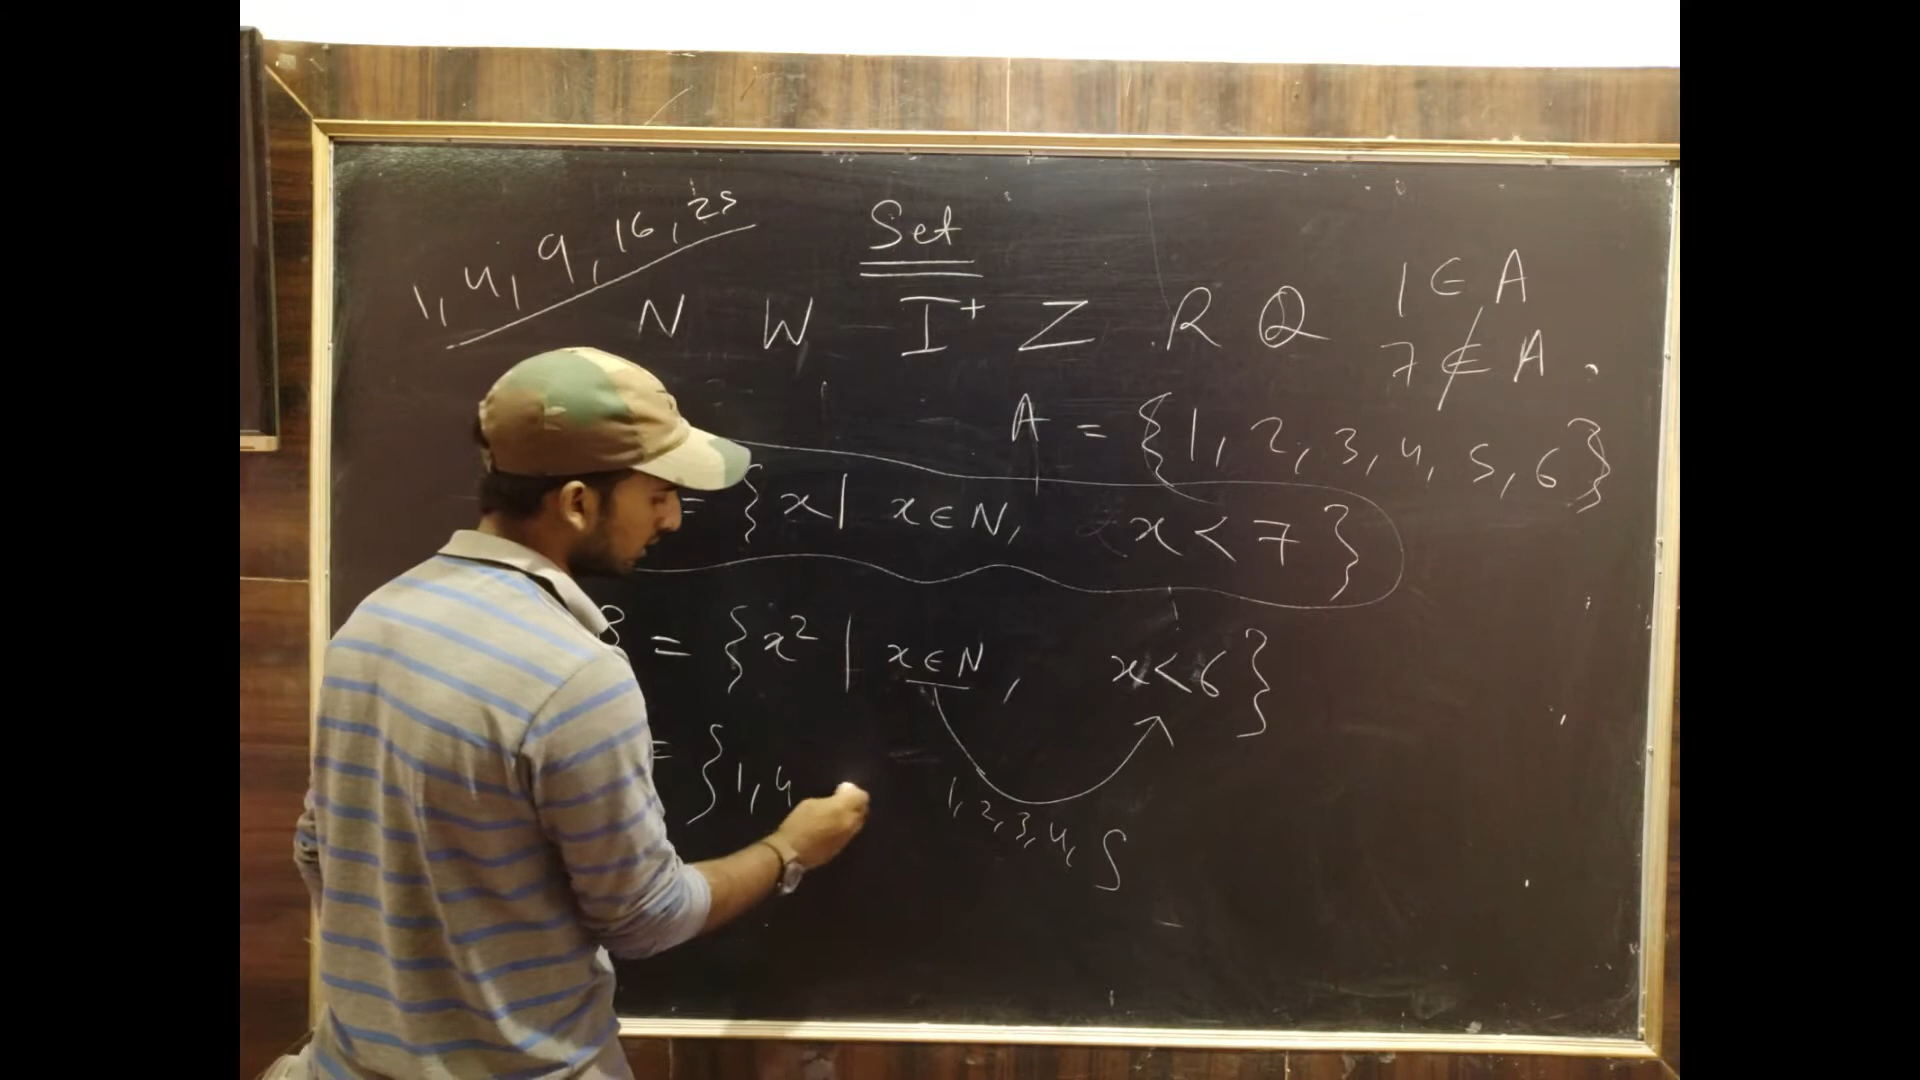 1, 4, 9, 16, 25
Set
N W I⁺ Z R Q
1 ∈ A
7 ∉ A
A = {1, 2, 3, 4, 5, 6}
= {x | x ∈ N, x < 7}
B = {x² | x ∈ N, x < 6}
= {1, 4
1, 2, 3, 4, 5